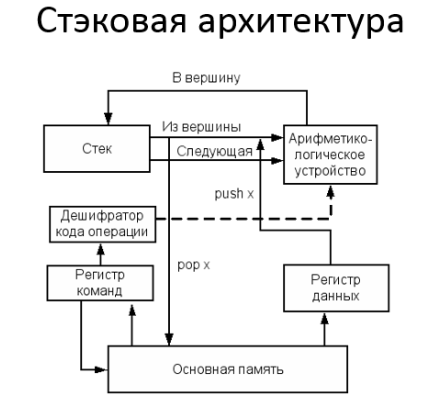 Стэковая архитектура
В вершину
Из вершины
Стек
Следующая
Арифметико-
логическое
устройство
push x
Дешифратор
кода операции
pop x
Регистр
команд
Регистр
данных
Основная память